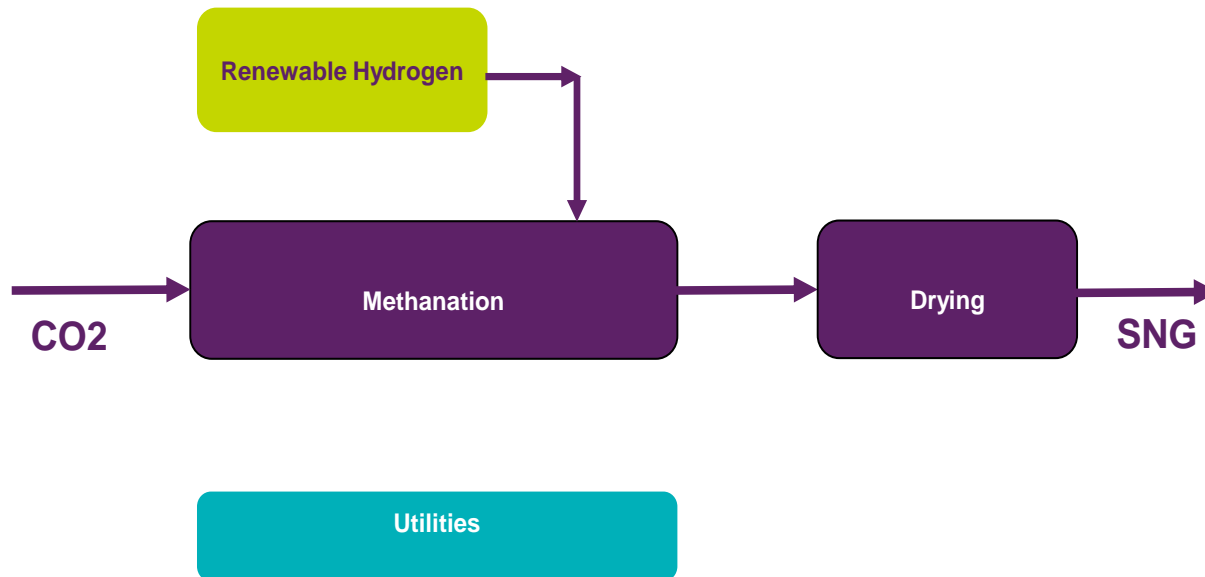 Renewable Hydrogen
CO2
Methanation
Drying
SNG
Utilities